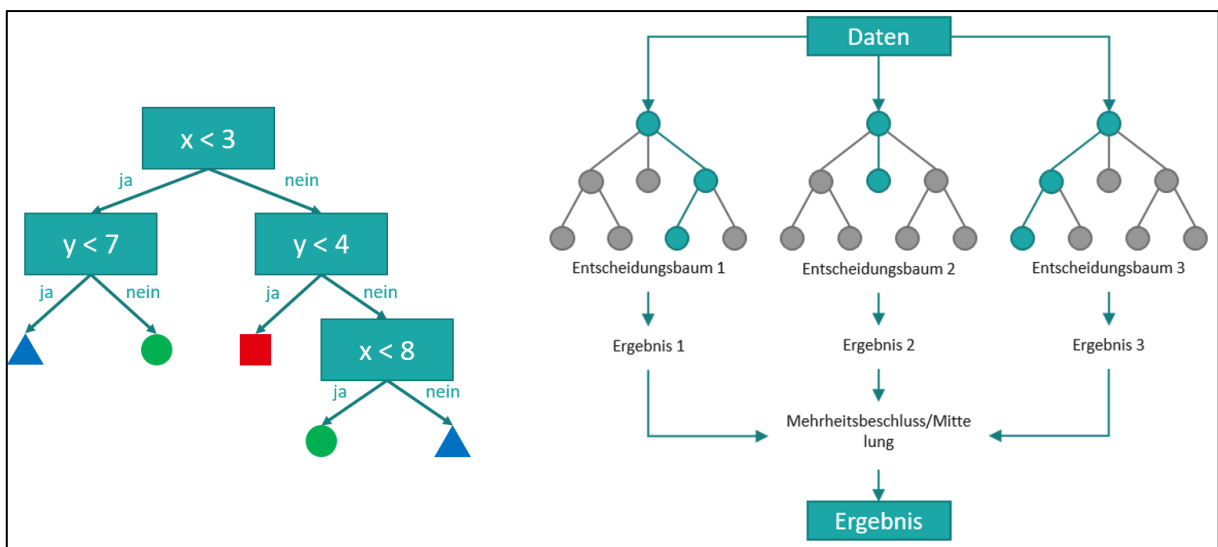 x < 3
ja
nein
y < 7
y < 4
ja
nein
ja
nein
x < 8
ja
nein
Daten
Entscheidungsbaum 1
Entscheidungsbaum 2
Entscheidungsbaum 3
Ergebnis 1
Ergebnis 2
Ergebnis 3
Mehrheitsbeschluss/Mitte
lung
Ergebnis